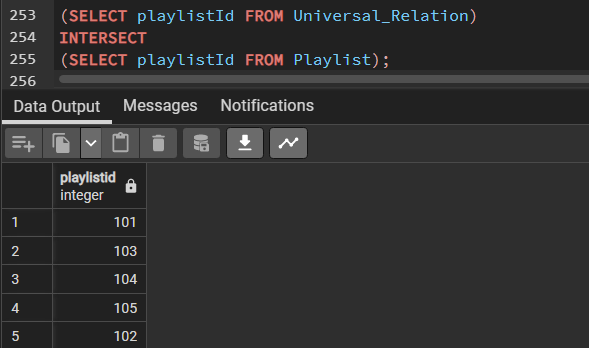 253 (SELECT playlistId FROM Universal_Relation)
254 INTERSECT
255 (SELECT playlistId FROM Playlist);
256
Data Output Messages Notifications
playlistid
integer
1 101
2 103
3 104
4 105
5 102